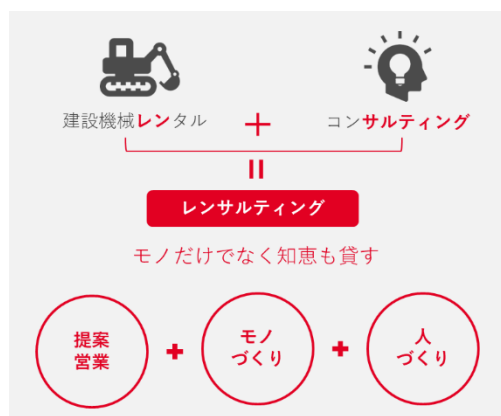 建設機械レンタル + コンサルティング
=
レンサルティング
モノだけでなく知恵も貸す
提案
営業
+
モノ
づくり
+
人
づくり